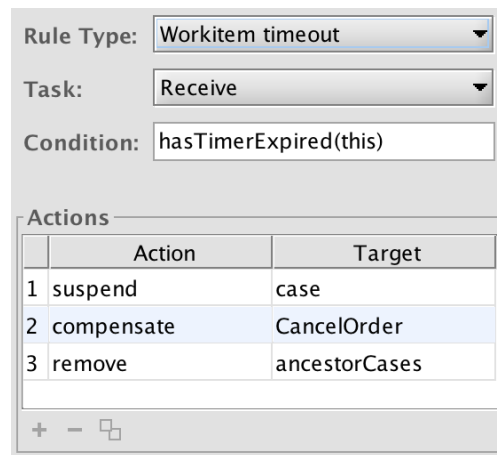 Rule Type: Workitem timeout
Task: Receive
Condition: hasTimerExpired(this)
Actions
Action Target
1 suspend case
2 compensate CancelOrder
3 remove ancestorCases